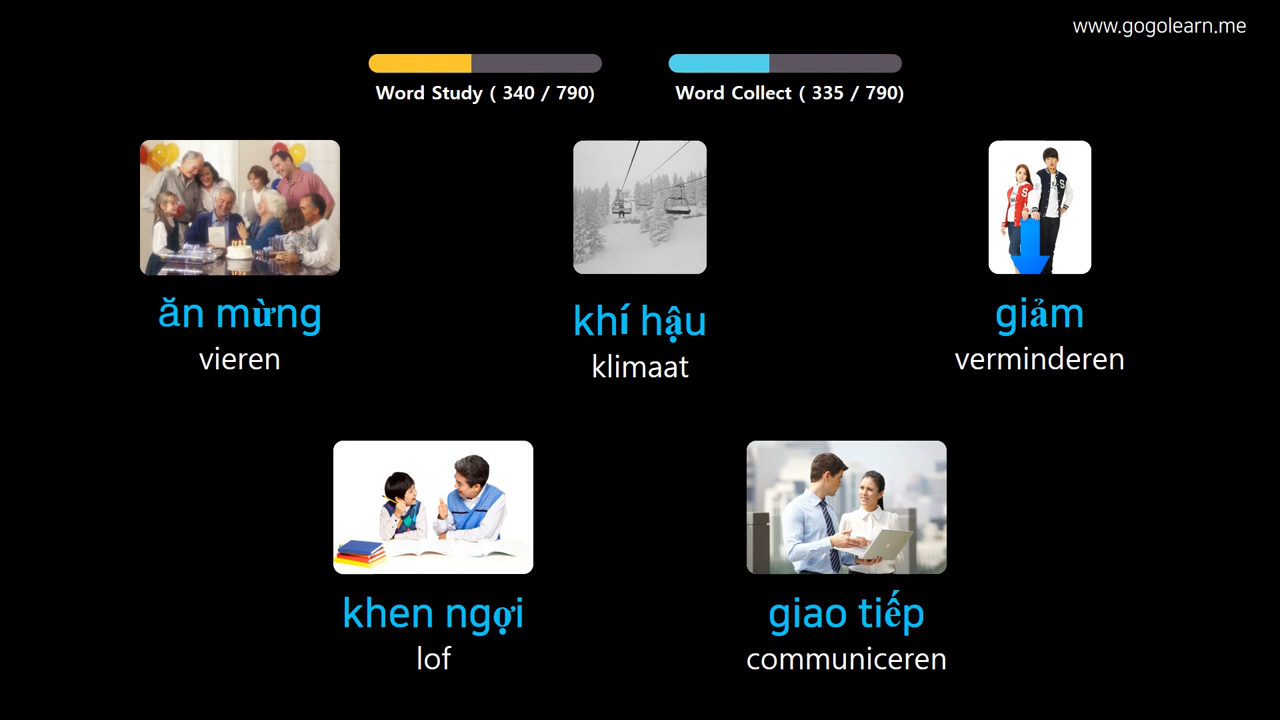 www.gogolearn.me
Word Study ( 340 / 790)
Word Collect ( 335 / 790)
ăn mừng
vieren
khí hậu
klimaat
giảm
verminderen
khen ngợi
lof
giao tiếp
communiceren